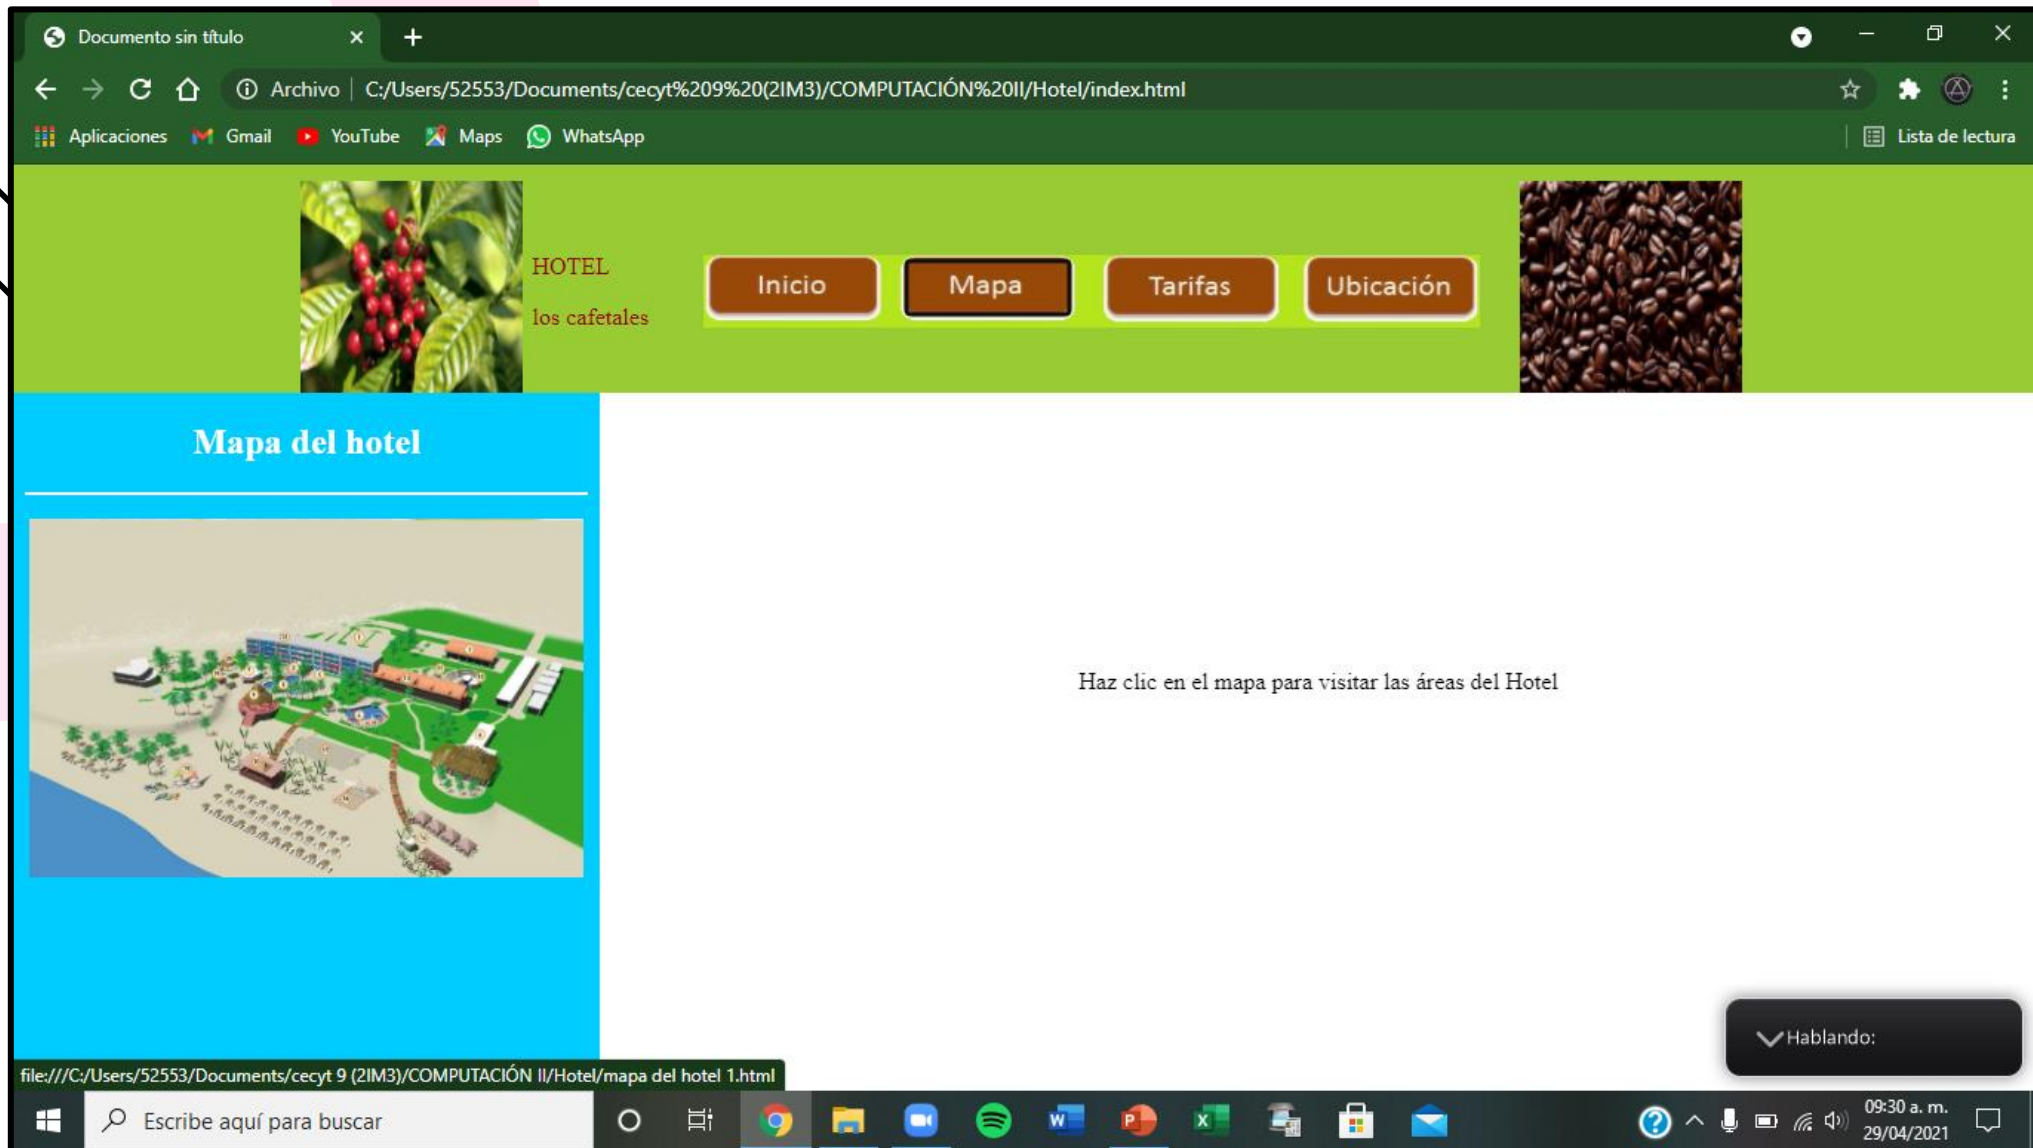 Documento sin título
Archivo | C:/Users/52553/Documents/cecyt%209%20(2IM3)/COMPUTACIÓN%20II/Hotel/index.html
Aplicaciones Gmail YouTube Maps WhatsApp Lista de lectura
HOTEL
los cafetales
Inicio Mapa Tarifas Ubicación
Mapa del hotel
Haz clic en el mapa para visitar las áreas del Hotel
Hablando:
file:///C:/Users/52553/Documents/cecyt 9 (2IM3)/COMPUTACIÓN II/Hotel/mapa del hotel 1.html
Escribe aquí para buscar
09:30 a. m.
29/04/2021